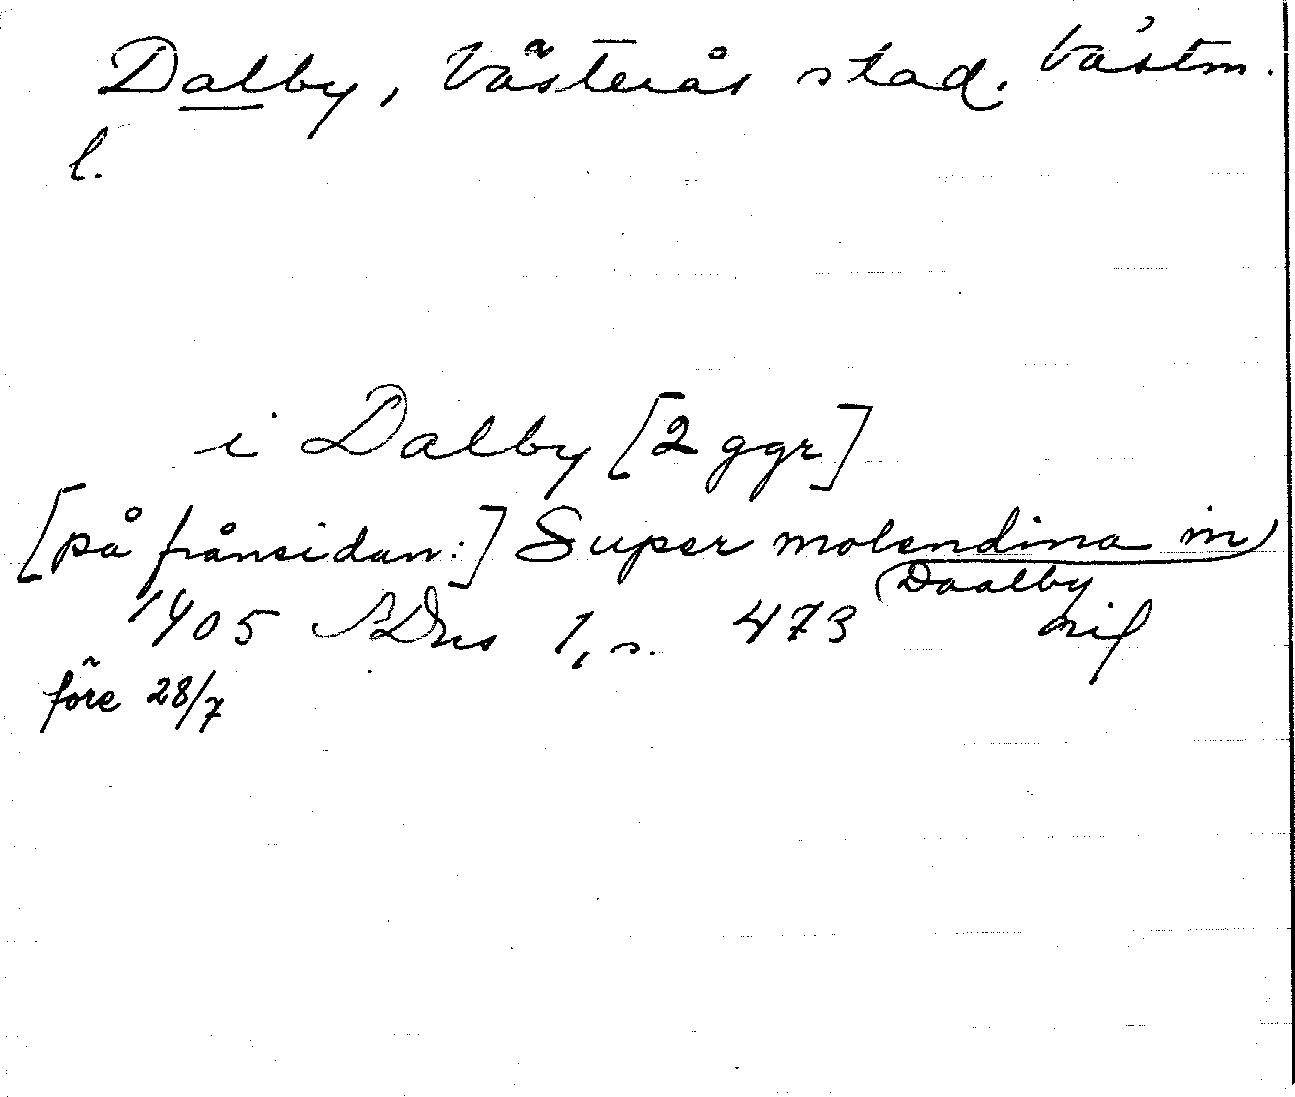 Dalby, Västerås stad. Västm.
l.
i Dalby [2 ggr]
[på frånsidan:] Super molendina in
Daalby
1405 SDns 1, s. 473 orig
före 28/7